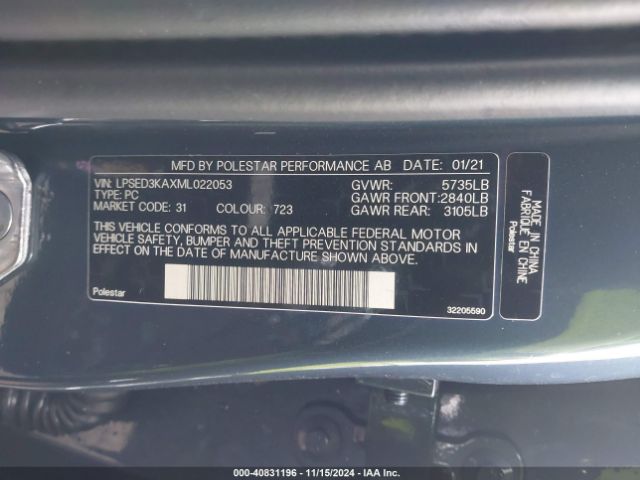 MFD BY POLESTAR PERFORMANCE AB DATE: 01/21
VIN: LPSED3KAXML022053 GVWR: 5735LB
TYPE: PC GAWR FRONT:2840LB
MARKET CODE: 31 COLOUR: 723 GAWR REAR: 3105LB
THIS VEHICLE CONFORMS TO ALL APPLICABLE FEDERAL MOTOR
VEHICLE SAFETY, BUMPER AND THEFT PREVENTION STANDARDS IN
EFFECT ON THE DATE OF MANUFACTURE SHOWN ABOVE.
Polestar 32205590
MADE IN CHINA
FABRIQUÉ EN CHINE
Polestar
000-40831196 - 11/15/2024 - IAA Inc.